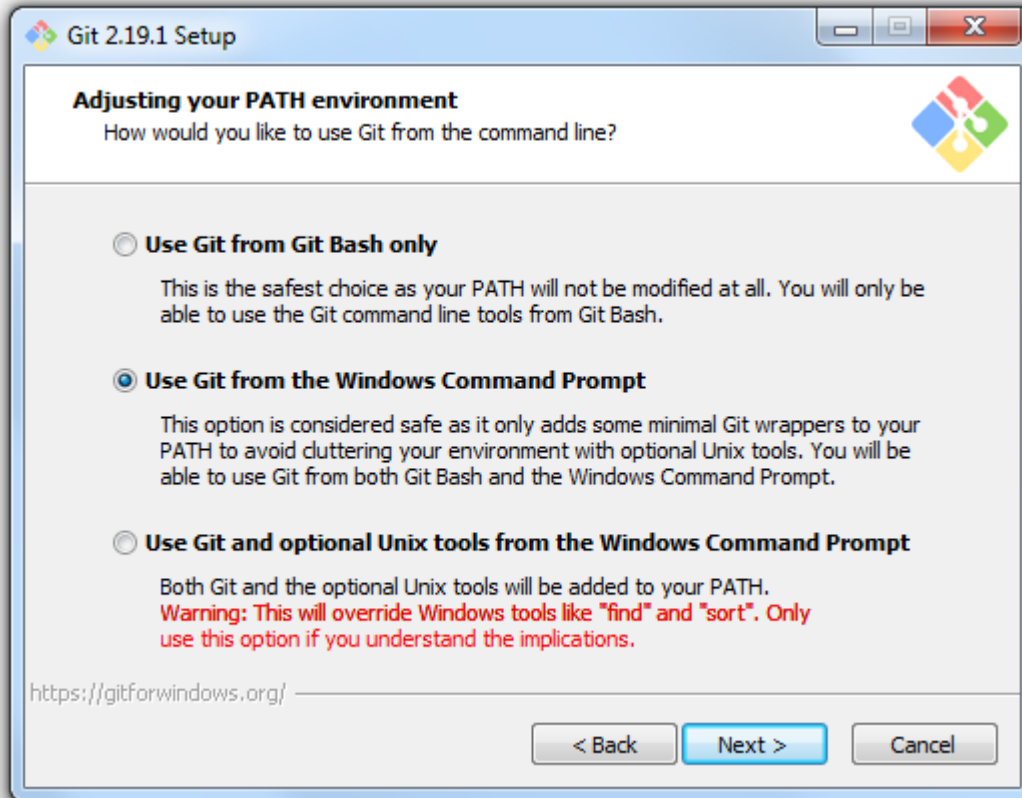 Git 2.19.1 Setup
Adjusting your PATH environment
How would you like to use Git from the command line?
Use Git from Git Bash only
This is the safest choice as your PATH will not be modified at all. You will only be
able to use the Git command line tools from Git Bash.
Use Git from the Windows Command Prompt
This option is considered safe as it only adds some minimal Git wrappers to your
PATH to avoid cluttering your environment with optional Unix tools. You will be
able to use Git from both Git Bash and the Windows Command Prompt.
Use Git and optional Unix tools from the Windows Command Prompt
Both Git and the optional Unix tools will be added to your PATH.
Warning: This will override Windows tools like "find" and "sort". Only
use this option if you understand the implications.
https://gitforwindows.org/
< Back
Next >
Cancel